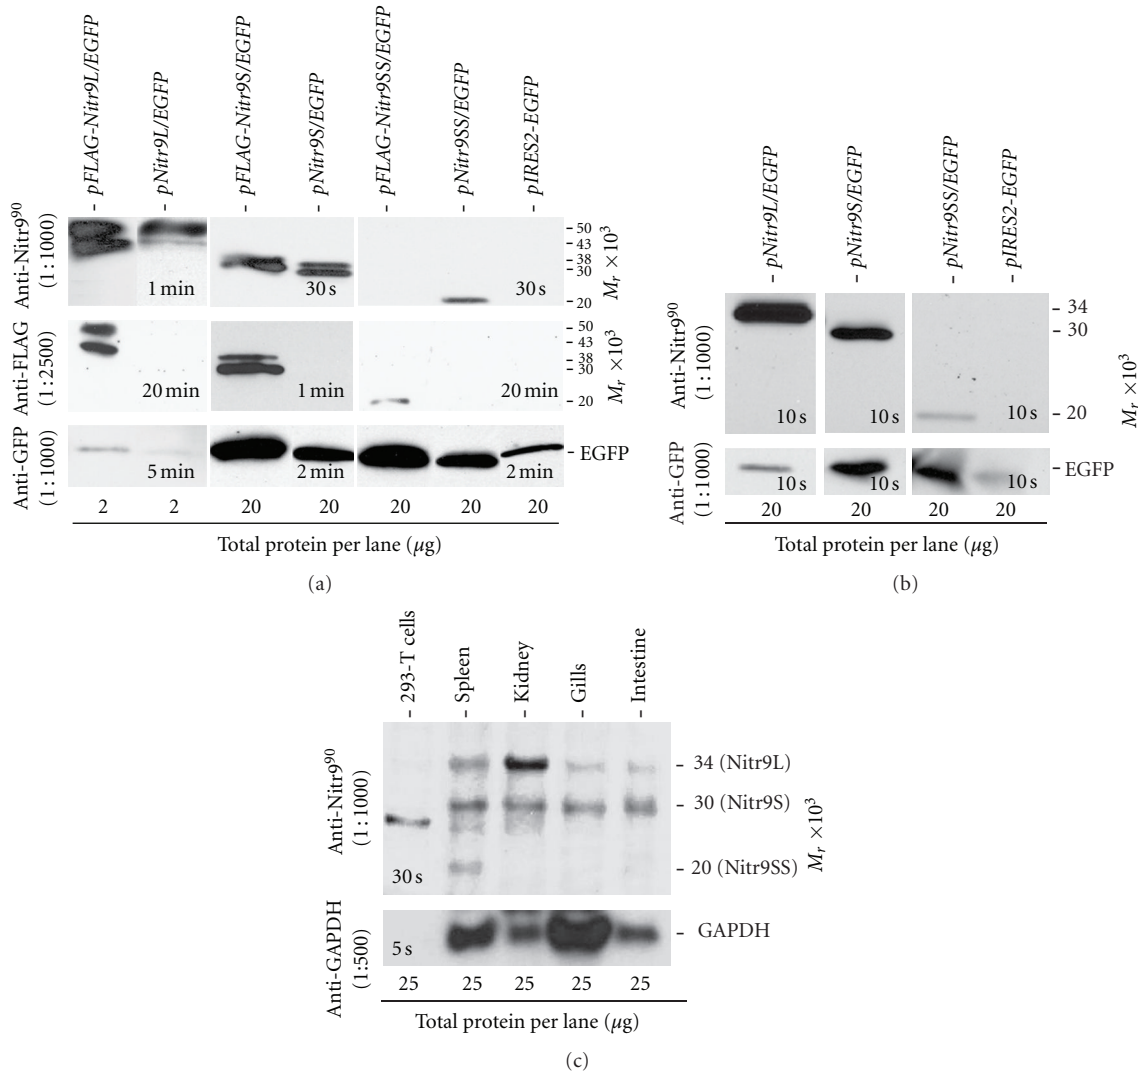 pFLAG-Nitr9L/EGFP
pNitr9L/EGFP
pFLAG-Nitr9S/EGFP
pNitr9S/EGFP
pFLAG-Nitr9SS/EGFP
pNitr9SS/EGFP
pIRES2-EGFP
Anti-Nitr9⁹⁰
(1 : 1000)
1 min
30 s
30 s
50
43
38
30
20
Mᵣ ×10³
Anti-FLAG
(1 : 2500)
20 min
1 min
20 min
50
43
38
30
20
Mᵣ ×10³
Anti-GFP
(1 : 1000)
5 min
2 min
2 min
EGFP
2 2 20 20 20 20 20
Total protein per lane (μg)
(a)
pNitr9L/EGFP
pNitr9S/EGFP
pNitr9SS/EGFP
pIRES2-EGFP
Anti-Nitr9⁹⁰
(1 : 1000)
10 s
10 s
10 s
34
30
20
Mᵣ ×10³
Anti-GFP
(1 : 1000)
10 s
10 s
10 s
EGFP
20 20 20 20
Total protein per lane (μg)
(b)
293-T cells
Spleen
Kidney
Gills
Intestine
Anti-Nitr9⁹⁰
(1 : 1000)
30 s
34 (Nitr9L)
30 (Nitr9S)
20 (Nitr9SS)
Mᵣ ×10³
Anti-GAPDH
(1:500)
5 s
GAPDH
25 25 25 25 25
Total protein per lane (μg)
(c)